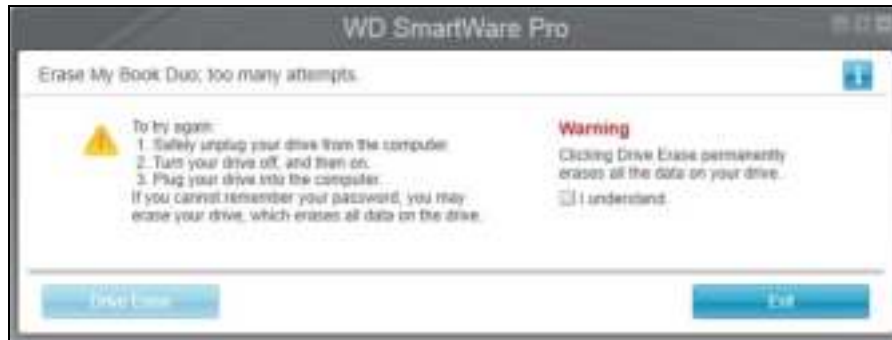 WD SmartWare Pro
Erase My Book Duo; too many attempts.
To try again:
1. Safely unplug your drive from the computer.
2. Turn your drive off, and then on.
3. Plug your drive into the computer.
If you cannot remember your password, you may
erase your drive, which erases all data on the drive.
Warning
Clicking Drive Erase permanently
erases all the data on your drive.
I understand
Drive Erase
Exit